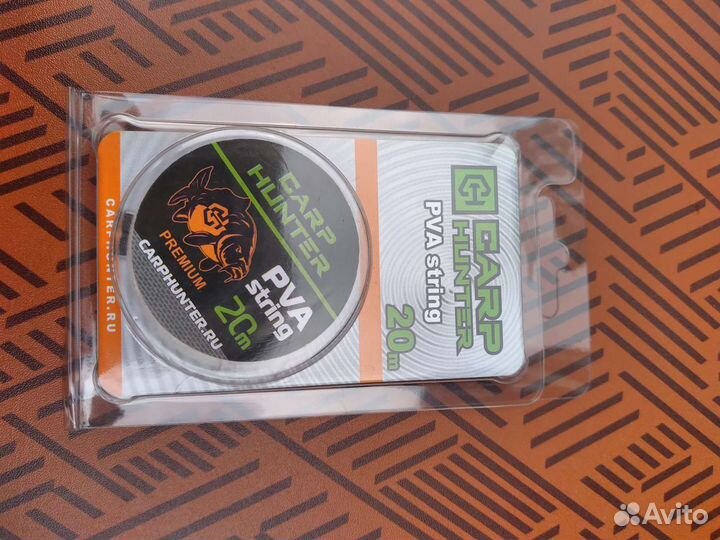 CARP
HUNTER
PVA string
20m
CARP
HUNTER
PVA
string
20m
PREMIUM
CARPHUNTER.RU
CARPHUNTER.RU
Avito